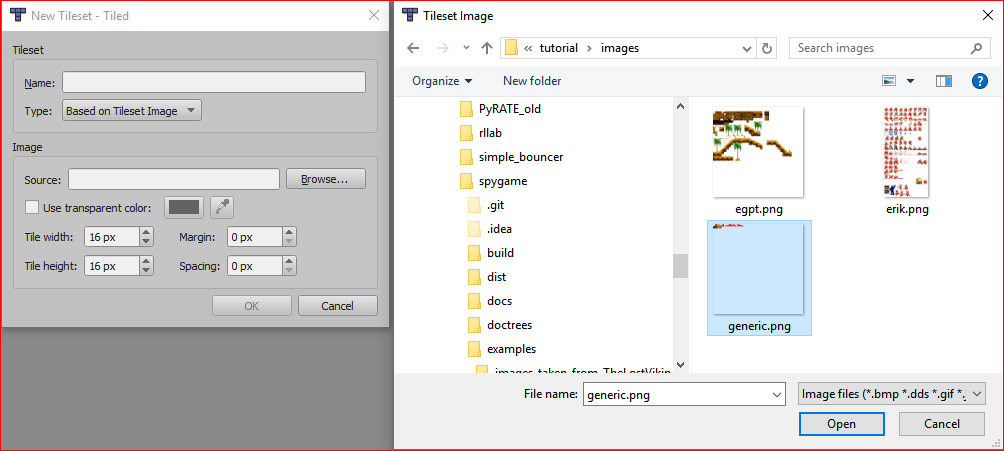 New Tileset - Tiled
Tileset
Name:
Type: Based on Tileset Image
Image
Source: Browse...
Use transparent color:
Tile width: 16 px Margin: 0 px
Tile height: 16 px Spacing: 0 px
OK Cancel
Tileset Image
« tutorial › images
Search images
Organize New folder
PyRATE_old
rllab
simple_bouncer
spygame
.git
.idea
build
dist
docs
doctrees
examples
images_taken_from_TheLostVikin
egpt.png
erik.png
generic.png
File name: generic.png
Image files (*.bmp *.dds *.gif *.
Open Cancel